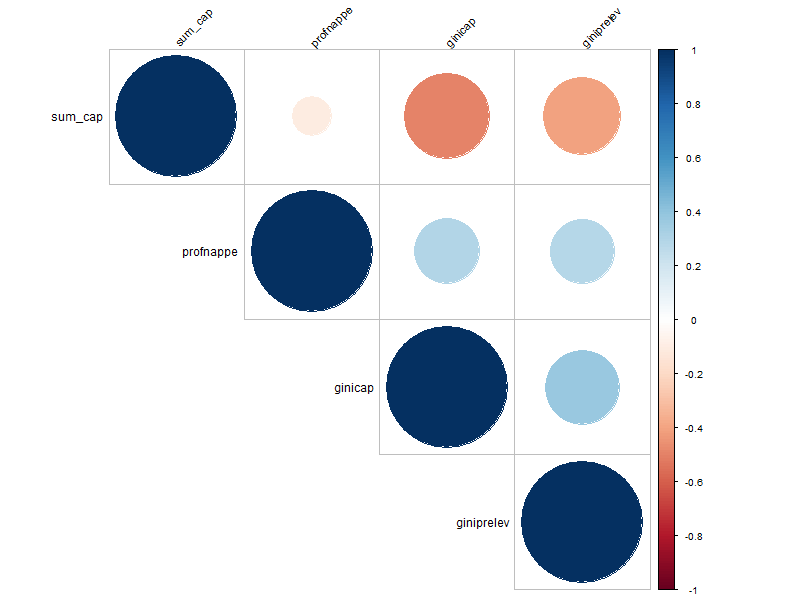 sum_cap
profnappe
ginicap
giniprelev
sum_cap
profnappe
ginicap
giniprelev
1
0.8
0.6
0.4
0.2
0
-0.2
-0.4
-0.6
-0.8
-1